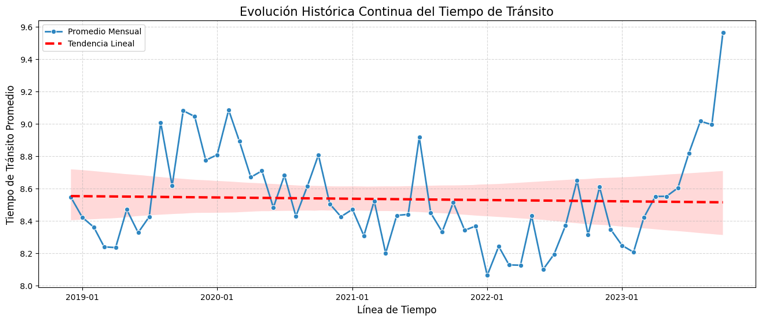 Evolución Histórica Continua del Tiempo de Tránsito
Promedio Mensual
Tendencia Lineal
Tiempo de Tránsito Promedio
9.6
9.4
9.2
9.0
8.8
8.6
8.4
8.2
8.0
2019-01 2020-01 2021-01 2022-01 2023-01
Línea de Tiempo